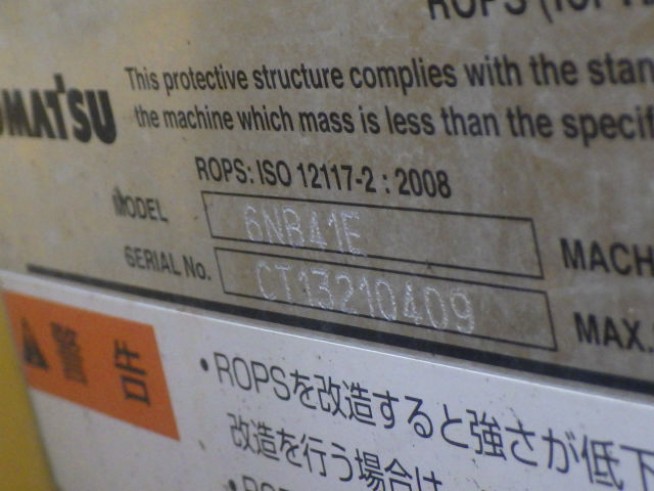 ROPS
OMATSU
This protective structure complies with the stan
the machine which mass is less than the specif
ROPS: ISO 12117-2 : 2008
MODEL 6NB41E MACH
SERIAL No. CT13210409 MAX.
警告
・ROPSを改造すると強さが低下
改造を行う場合は